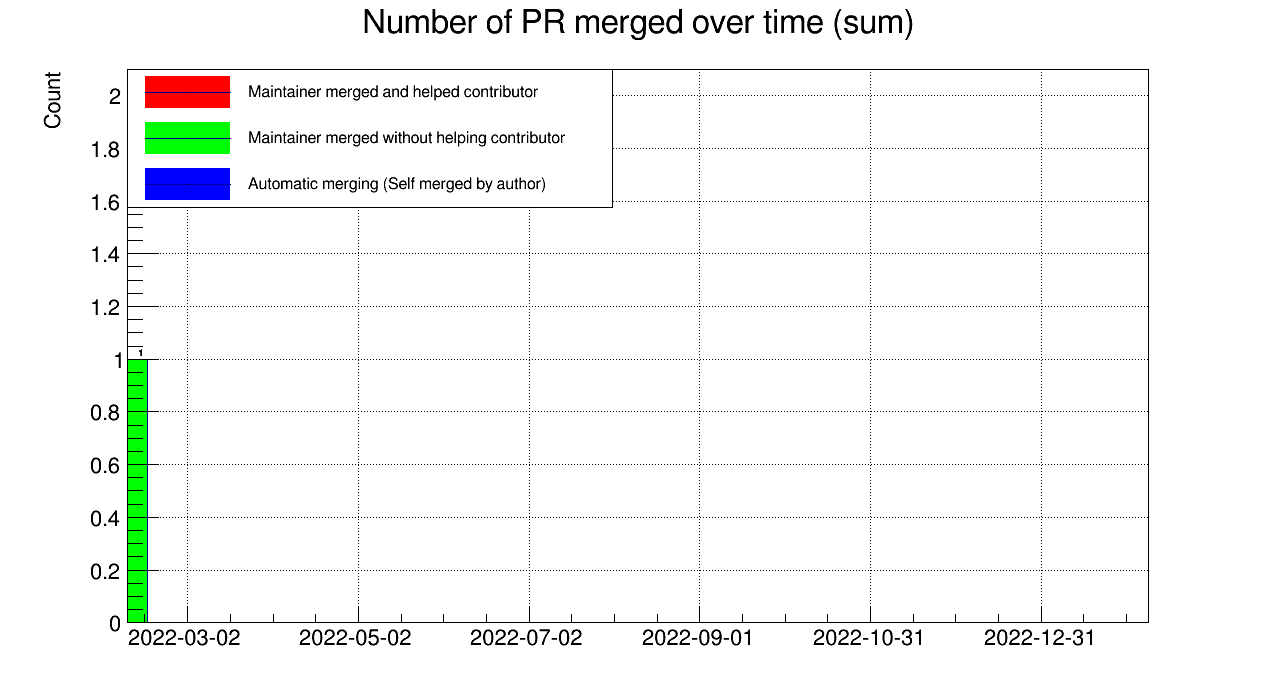 Number of PR merged over time (sum)
Count
Maintainer merged and helped contributor
Maintainer merged without helping contributor
Automatic merging (Self merged by author)
2
1.8
1.6
1.4
1.2
1
1
0.8
0.6
0.4
0.2
0
2022-03-02 2022-05-02 2022-07-02 2022-09-01 2022-10-31 2022-12-31